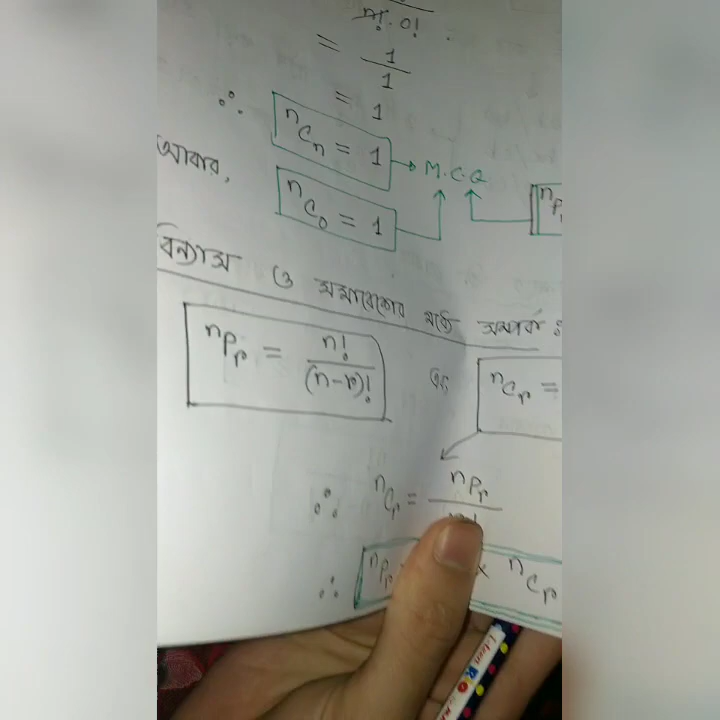 n! · 0!
= 1/1
= 1
∴ ⁿCₙ = 1 → M.C.Q
আবার, ⁿC₀ = 1
ⁿP
বিন্যাস ও সমাবেশের মধ্যে সম্পর্ক :
ⁿPᵣ = n!/(n-r)! এবং ⁿCᵣ =
∴ ⁿCᵣ = ⁿPᵣ/
∴ ⁿPᵣ × ⁿCᵣ